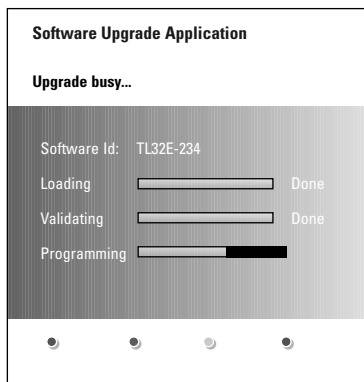 Software Upgrade Application
Upgrade busy...
Software Id: TL32E-234
Loading Done
Validating Done
Programming